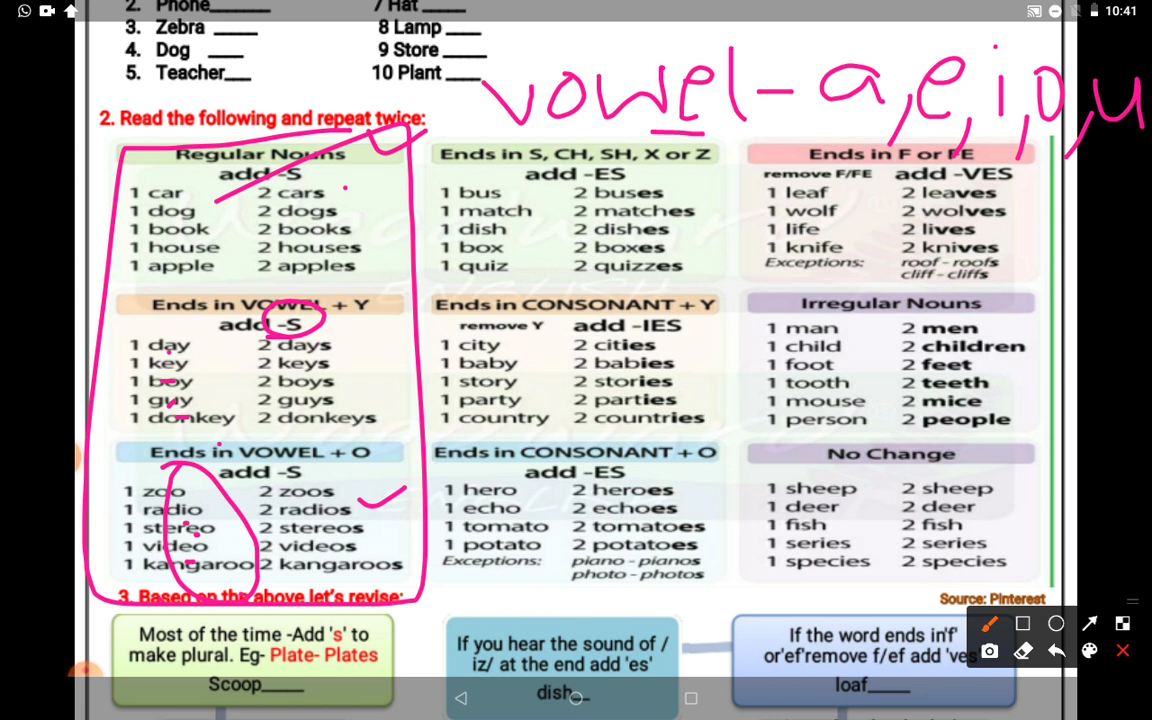 10:41
2. Phone_______ 7 Hat _____
3. Zebra _____ 8 Lamp ____
4. Dog ____ 9 Store _____
5. Teacher___ 10 Plant ____
vowel - a, e, i, o, u
2. Read the following and repeat twice:
Regular Nouns
add -S
1 car 2 cars
1 dog 2 dogs
1 book 2 books
1 house 2 houses
1 apple 2 apples
Ends in S, CH, SH, X or Z
add -ES
1 bus 2 buses
1 match 2 matches
1 dish 2 dishes
1 box 2 boxes
1 quiz 2 quizzes
Ends in F or FE
remove F/FE add -VES
1 leaf 2 leaves
1 wolf 2 wolves
1 life 2 lives
1 knife 2 knives
Exceptions: roof - roofs
cliff - cliffs
Ends in VOWEL + Y
add -S
1 day 2 days
1 key 2 keys
1 boy 2 boys
1 guy 2 guys
1 donkey 2 donkeys
Ends in CONSONANT + Y
remove Y add -IES
1 city 2 cities
1 baby 2 babies
1 story 2 stories
1 party 2 parties
1 country 2 countries
Irregular Nouns
1 man 2 men
1 child 2 children
1 foot 2 feet
1 tooth 2 teeth
1 mouse 2 mice
1 person 2 people
Ends in VOWEL + O
add -S
1 zoo 2 zoos
1 radio 2 radios
1 stereo 2 stereos
1 video 2 videos
1 kangaroo 2 kangaroos
Ends in CONSONANT + O
add -ES
1 hero 2 heroes
1 echo 2 echoes
1 tomato 2 tomatoes
1 potato 2 potatoes
Exceptions: piano - pianos
photo - photos
No Change
1 sheep 2 sheep
1 deer 2 deer
1 fish 2 fish
1 series 2 series
1 species 2 species
3. Based on the above let's revise:
Source: Pinterest
Most of the time -Add 's' to
make plural. Eg- Plate- Plates
Scoop_____
If you hear the sound of /
iz/ at the end add 'es'
dish__
If the word ends in'f'
or'ef'remove f/ef add 'ves'
loaf_____